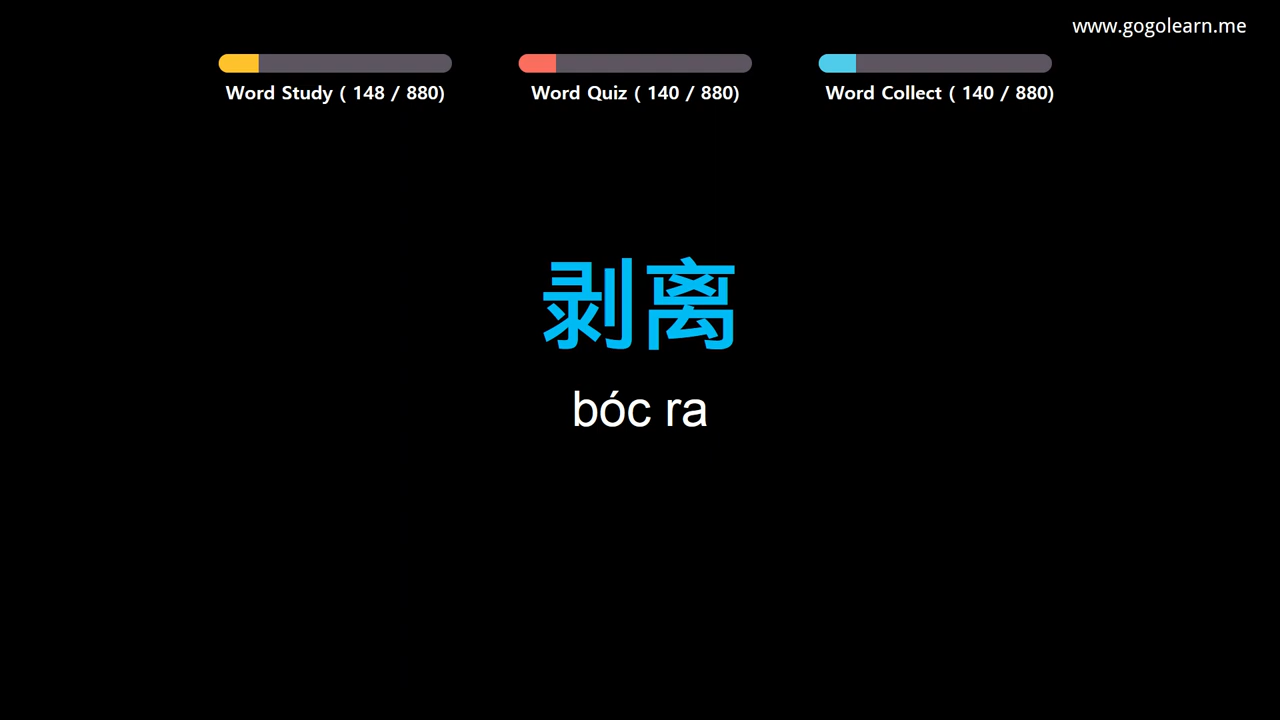 www.gogolearn.me
Word Study ( 148 / 880)
Word Quiz ( 140 / 880)
Word Collect ( 140 / 880)
剥离
bóc ra